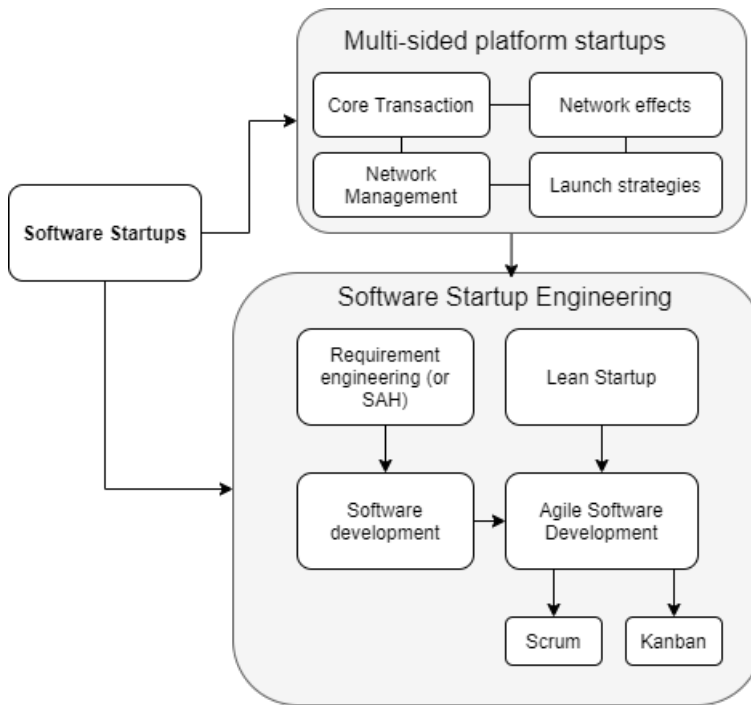 Multi-sided platform startups
Core Transaction
Network effects
Network
Management
Launch strategies
Software Startups
Software Startup Engineering
Requirement
engineering (or
SAH)
Lean Startup
Software
development
Agile Software
Development
Scrum
Kanban